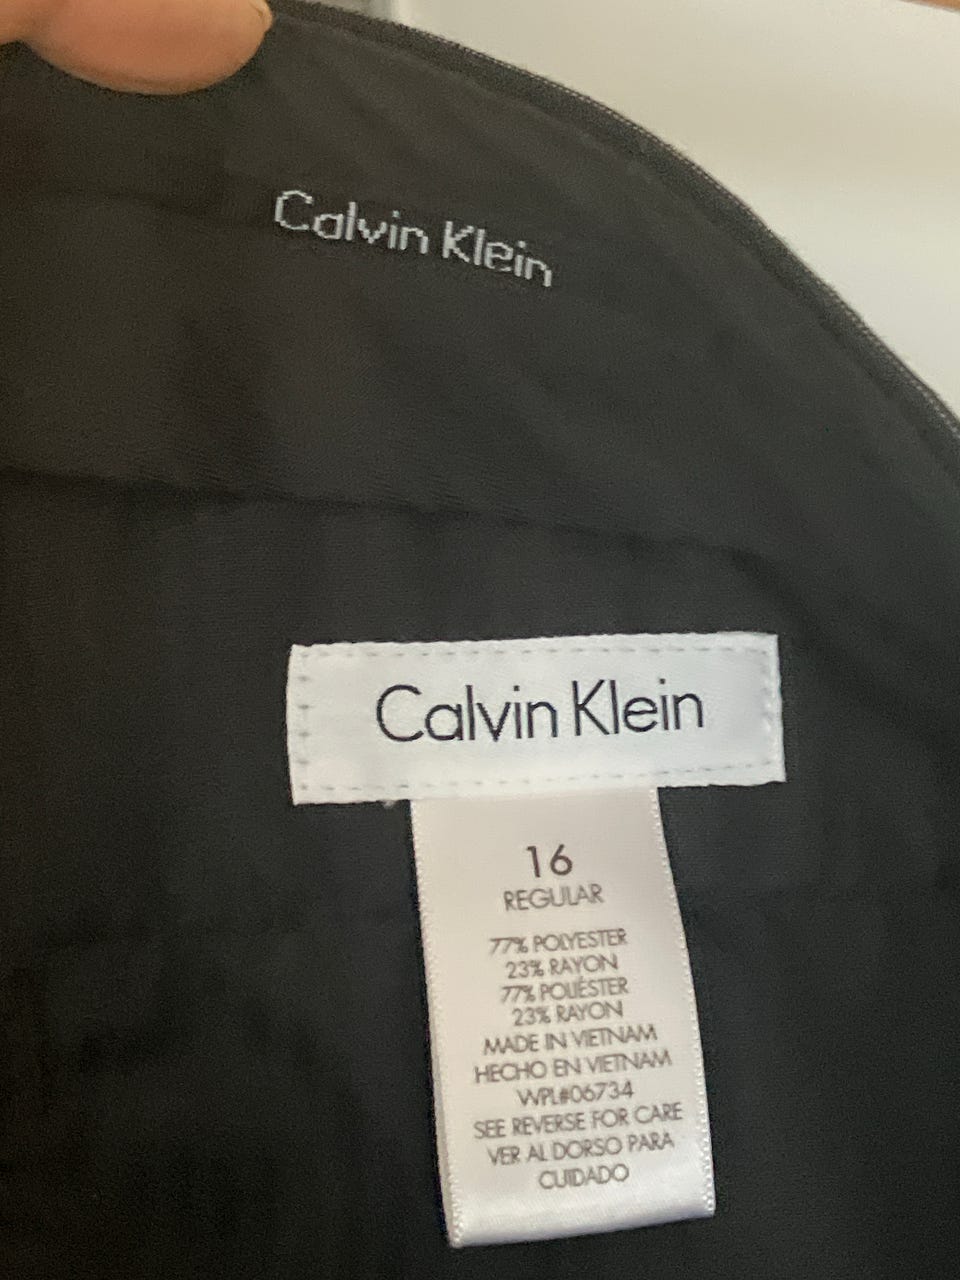 Calvin Klein
Calvin Klein
16
REGULAR
77% POLYESTER
23% RAYON
77% POLIÉSTER
23% RAYON
MADE IN VIETNAM
HECHO EN VIETNAM
WPL#06734
SEE REVERSE FOR CARE
VER AL DORSO PARA
CUIDADO